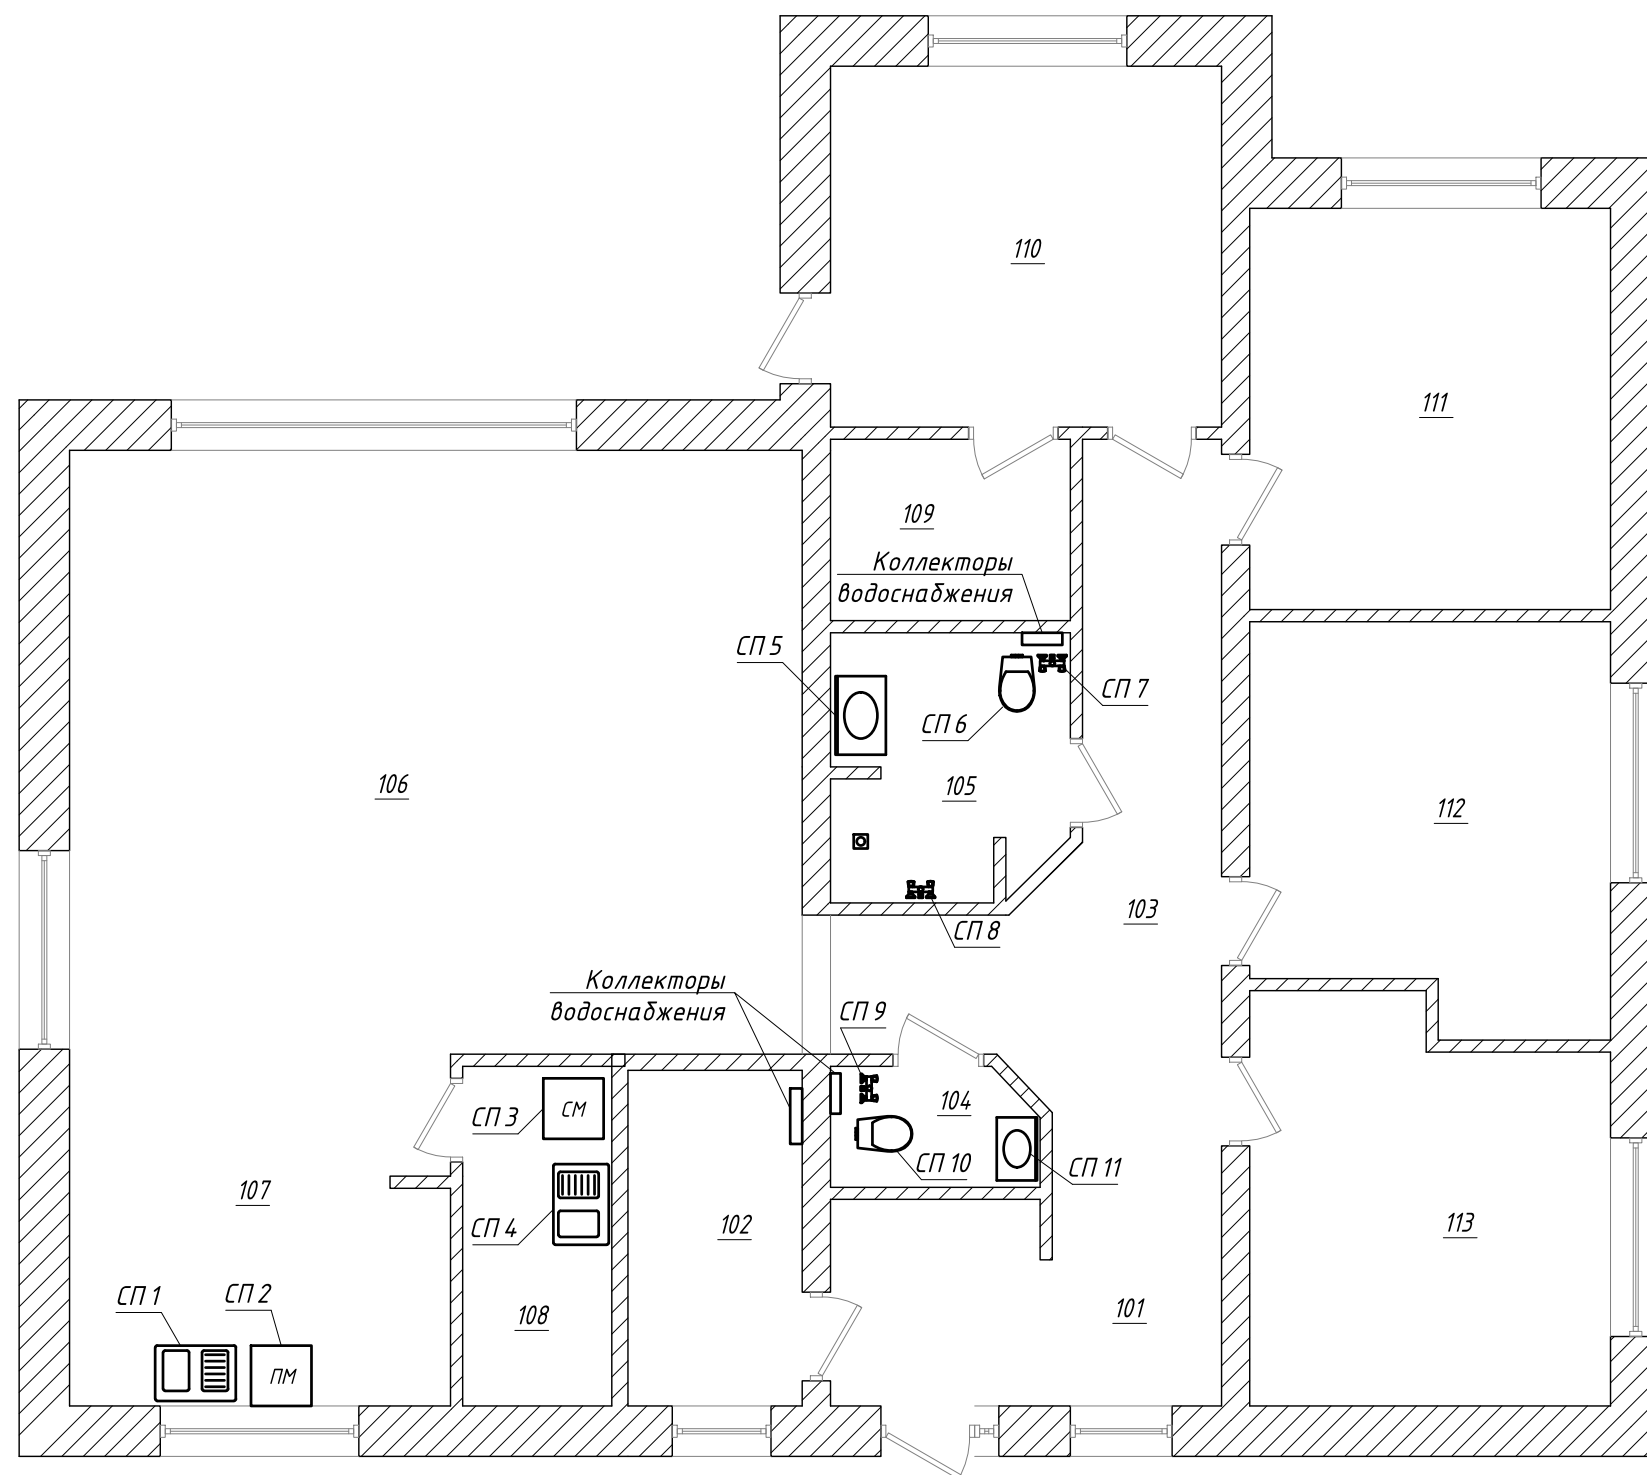 110
111
109
Коллекторы
водоснабжения
СП 5
СП 7
СП 6
106
105
112
103
СП 8
Коллекторы
водоснабжения
СП 9
104
СМ
СП 3
СП 10
СП 11
107
СП 4
102
113
СП 1
СП 2
108
101
ПМ